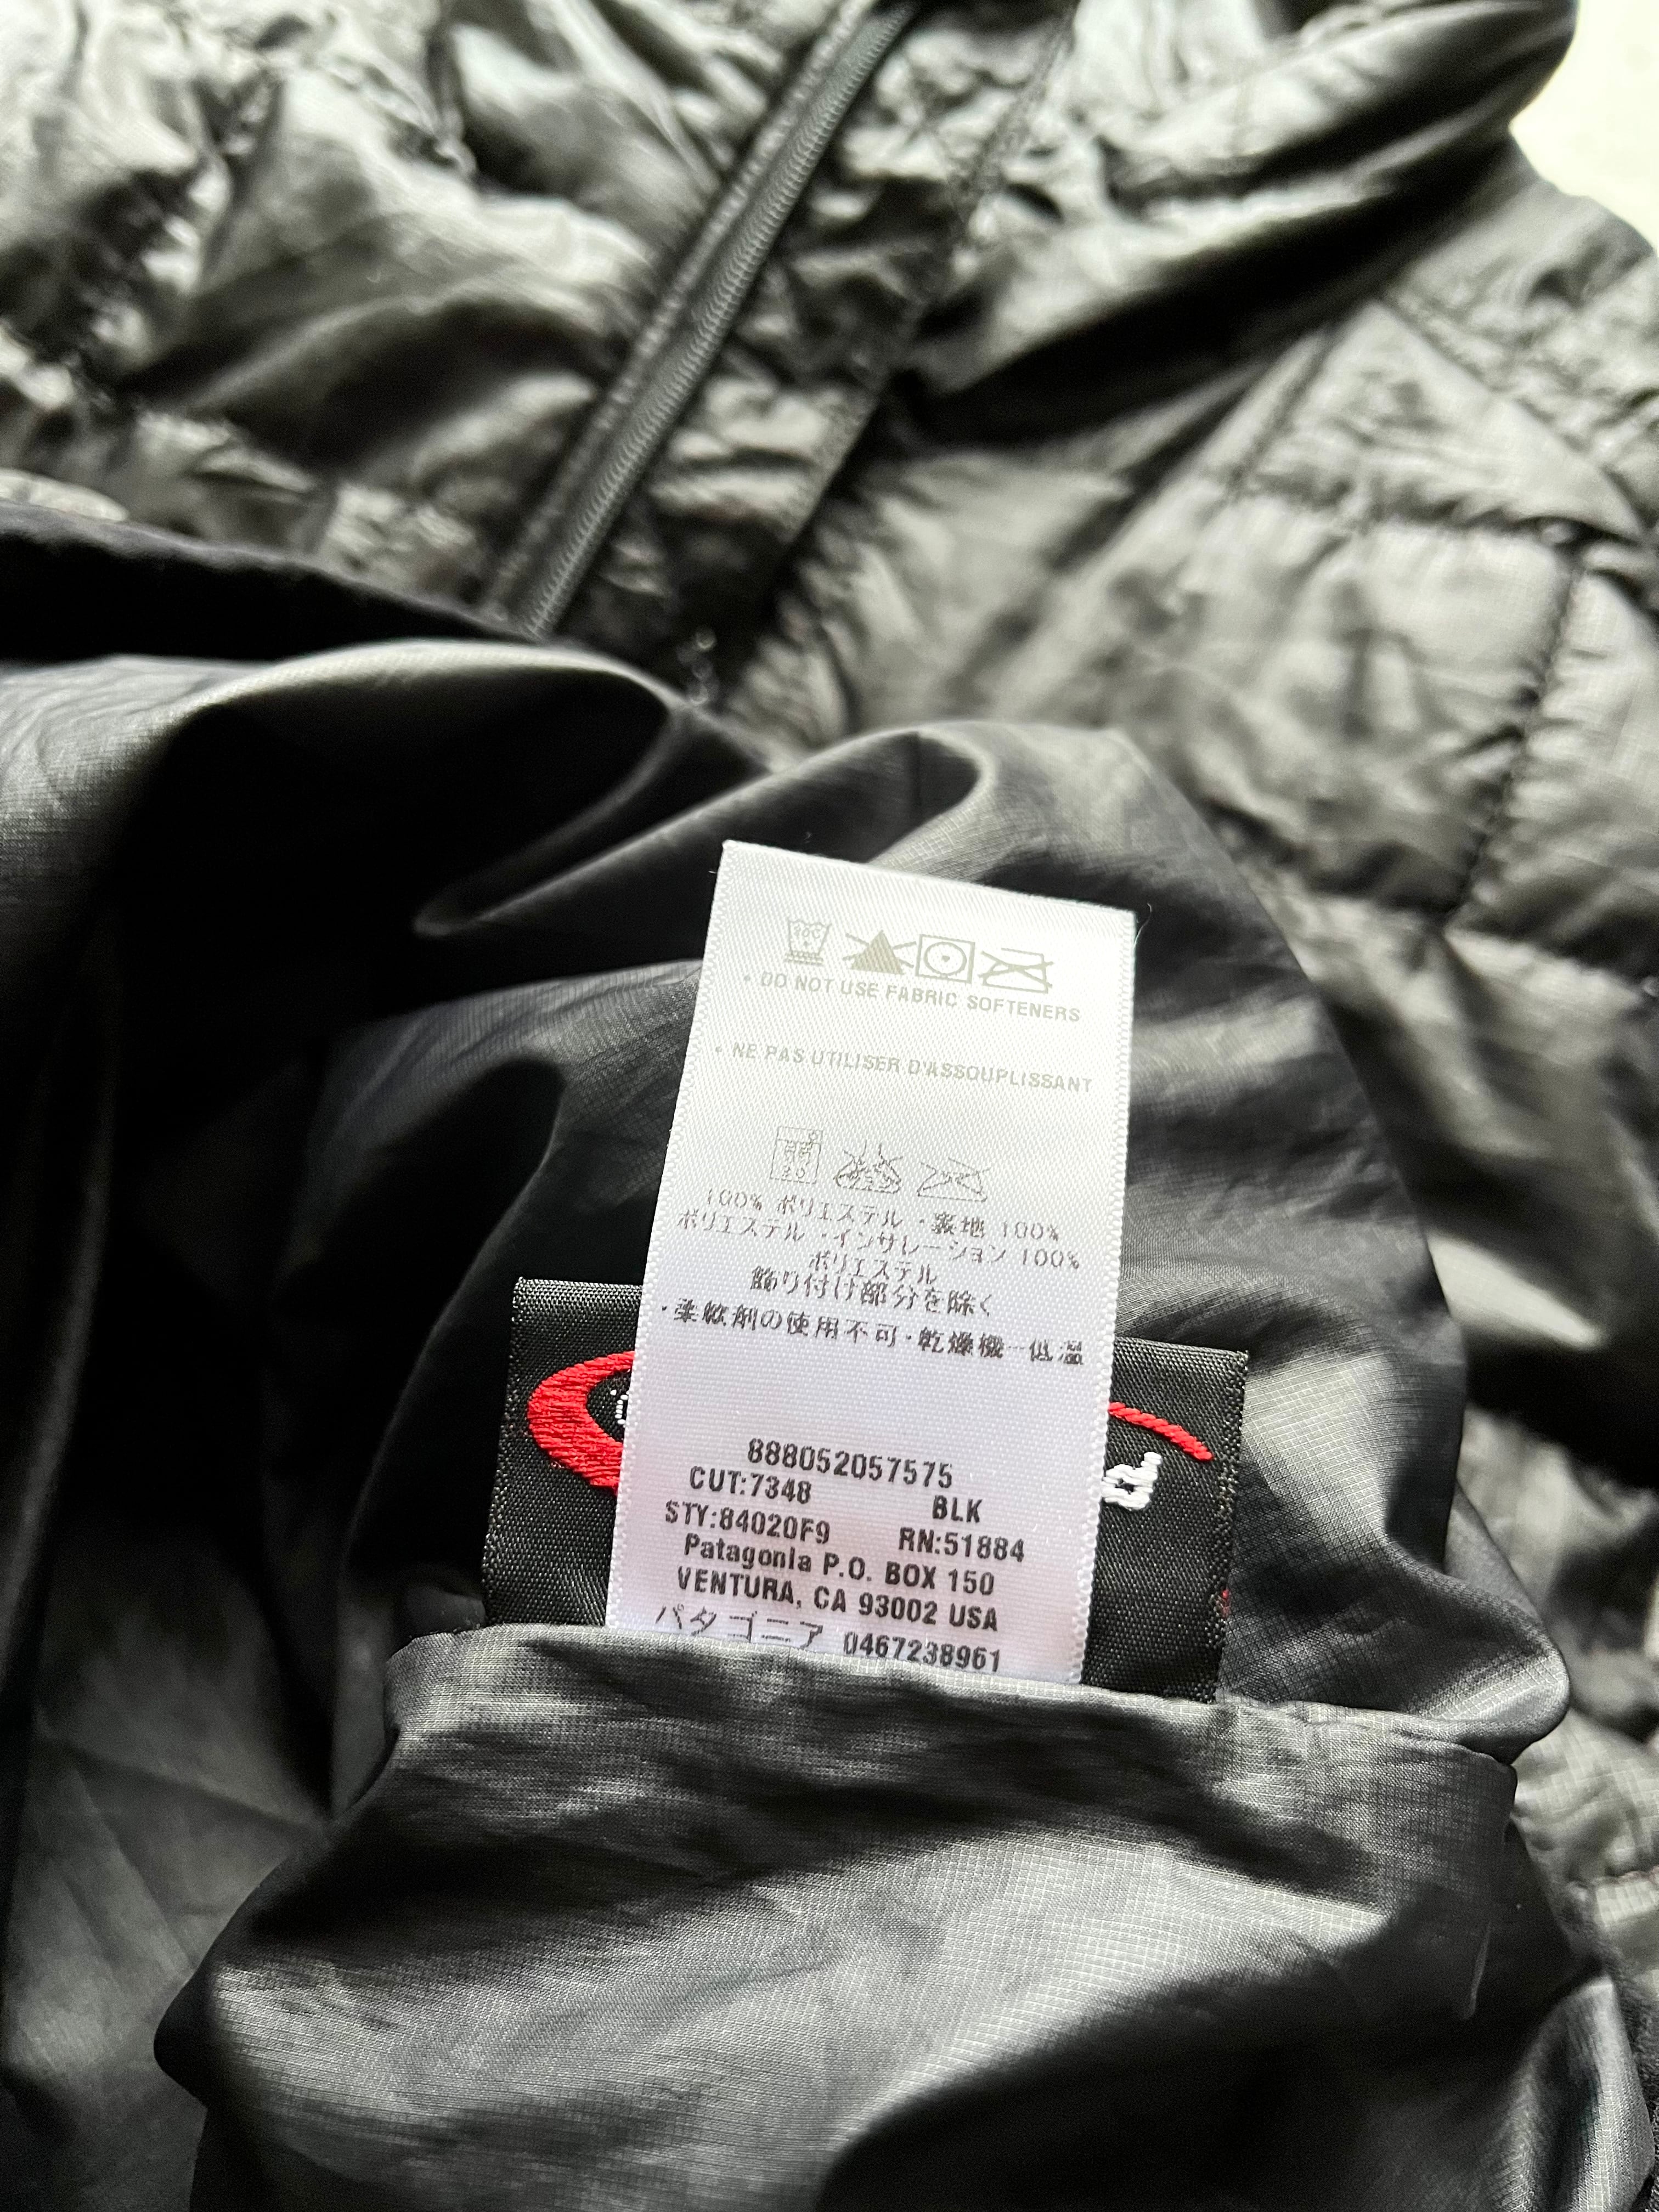 • DO NOT USE FABRIC SOFTENERS
• NE PAS UTILISER D'ASSOUPLISSANT
100% ポリエステル ・裏地 100%
ポリエステル ・インサレーション 100%
ポリエステル
飾り付け部分を除く
・柔軟剤の使用不可・乾燥機－低温
888052057575
CUT:7348 BLK
STY:84020F9 RN:51884
Patagonia P.O. BOX 150
VENTURA, CA 93002 USA
パタゴニア 0467238961